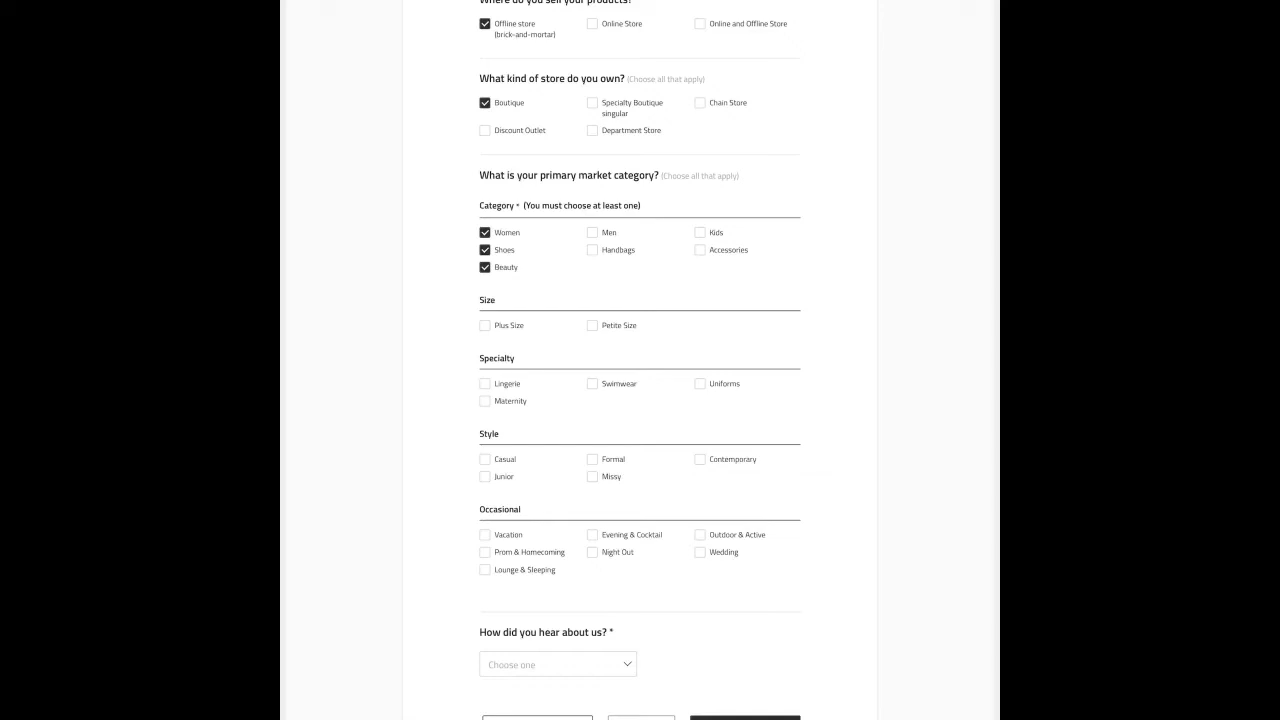 Where do you sell your products?
Offline store
(brick-and-mortar)
Online Store
Online and Offline Store
What kind of store do you own? (Choose all that apply)
Boutique
Specialty Boutique
singular
Chain Store
Discount Outlet
Department Store
What is your primary market category? (Choose all that apply)
Category * (You must choose at least one)
Women
Men
Kids
Shoes
Handbags
Accessories
Beauty
Size
Plus Size
Petite Size
Specialty
Lingerie
Swimwear
Uniforms
Maternity
Style
Casual
Formal
Contemporary
Junior
Missy
Occasional
Vacation
Evening & Cocktail
Outdoor & Active
Prom & Homecoming
Night Out
Wedding
Lounge & Sleeping
How did you hear about us? *
Choose one